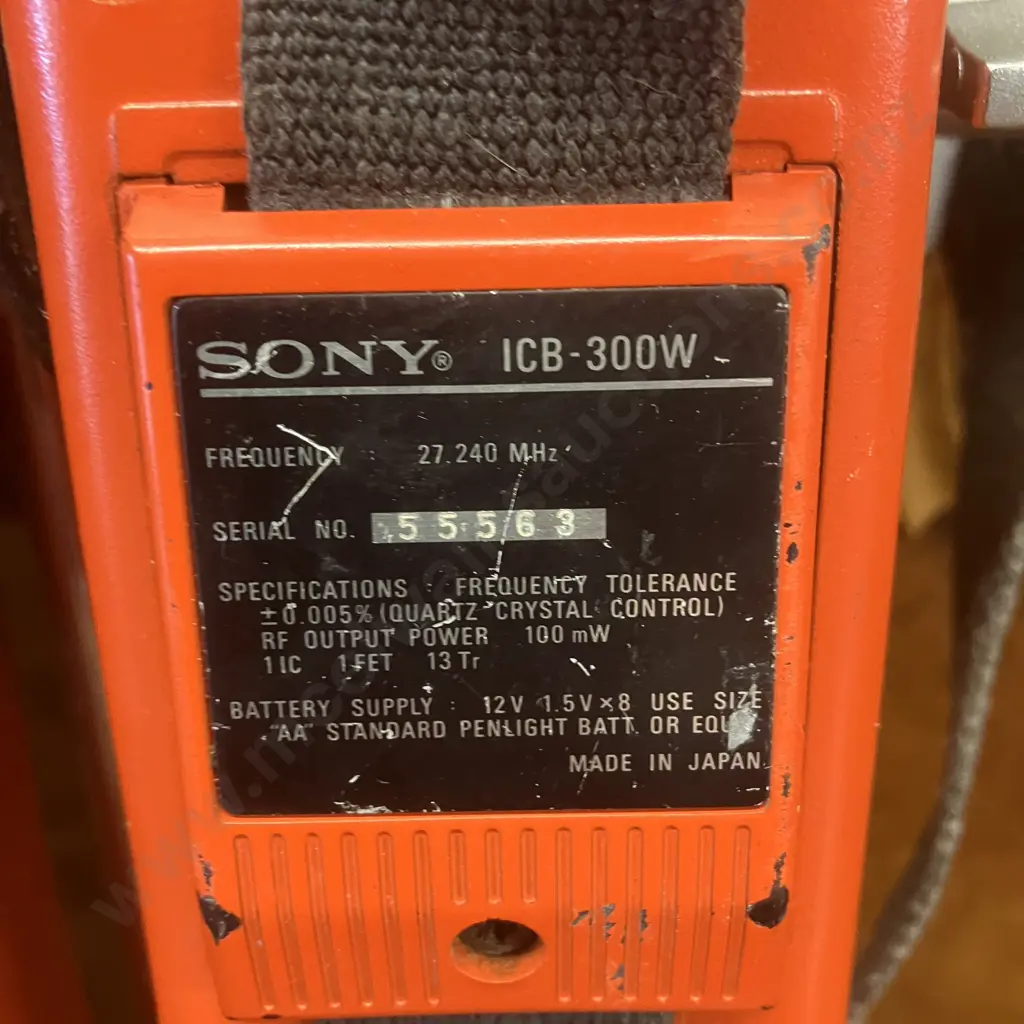 SONY® ICB-300W
FREQUENCY : 27.240 MHz
SERIAL NO. 55563
SPECIFICATIONS : FREQUENCY TOLERANCE
±0.005% (QUARTZ CRYSTAL CONTROL)
RF OUTPUT POWER 100 mW
1 IC 1 FET 13 Tr
BATTERY SUPPLY : 12V 1.5V×8 USE SIZE
"AA" STANDARD PENLIGHT BATT. OR
MADE IN JAPAN